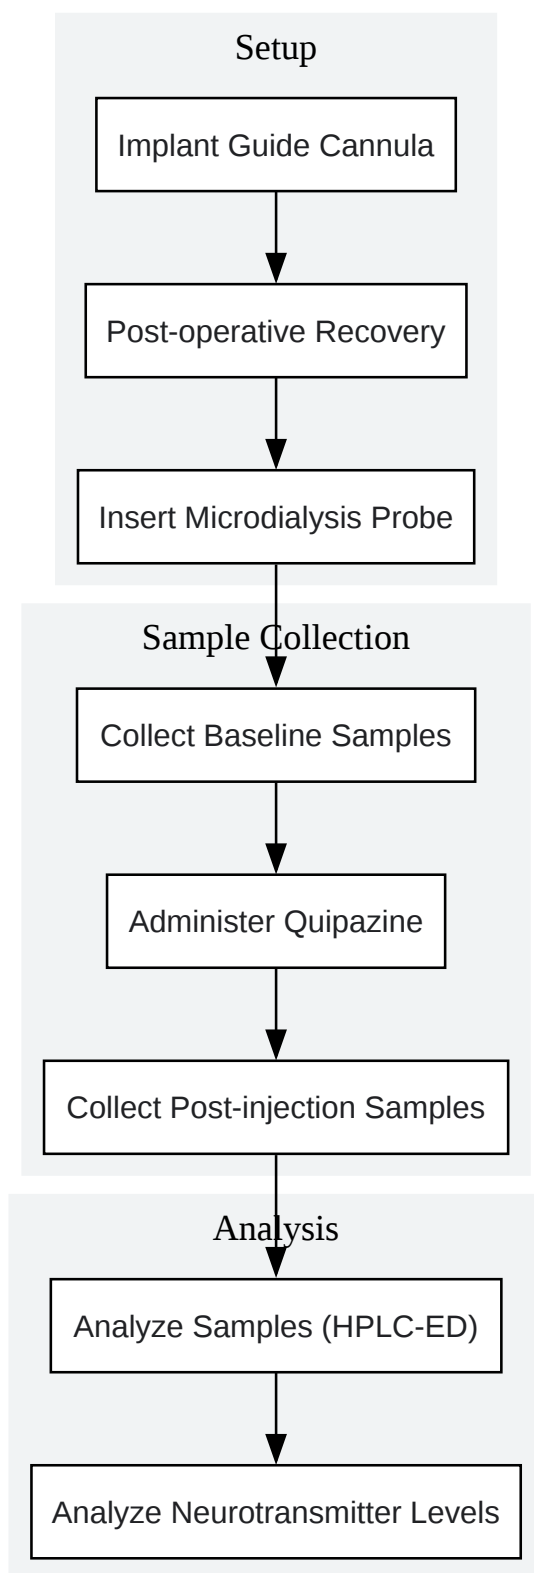 Setup
Implant Guide Cannula
Post-operative Recovery
Insert Microdialysis Probe
Sample Collection
Collect Baseline Samples
Administer Quipazine
Collect Post-injection Samples
Analysis
Analyze Samples (HPLC-ED)
Analyze Neurotransmitter Levels